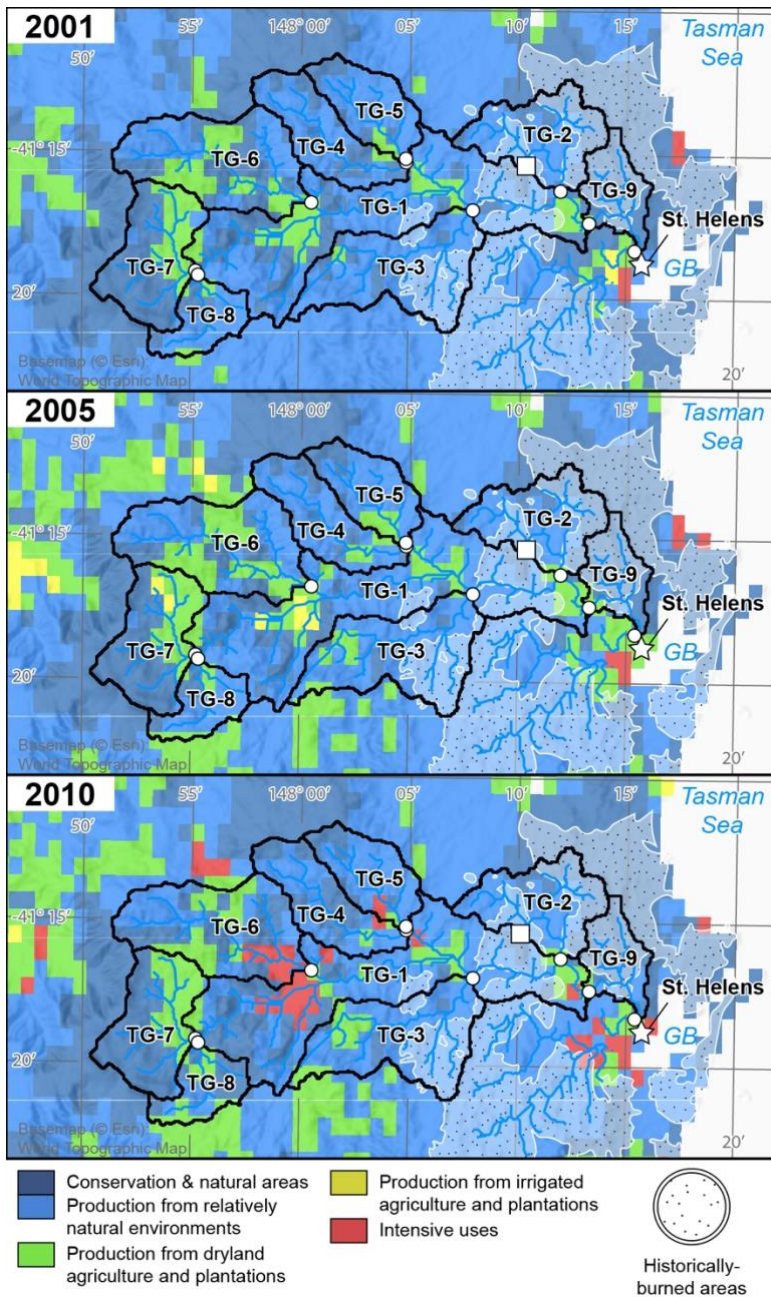 2001
Tasman
Sea
55′
148° 00′
05′
10′
15′
50′
-41° 15′
TG-5
TG-4
TG-2
TG-6
TG-9
TG-1
St. Helens
TG-7
TG-3
GB
20′
TG-8
Basemap (© Esri):
World Topographic Map
20′
2005
Tasman
Sea
55′
148° 00′
05′
10′
15′
50′
-41° 15′
TG-5
TG-4
TG-2
TG-6
TG-9
TG-1
St. Helens
TG-7
TG-3
GB
20′
TG-8
Basemap (© Esri):
World Topographic Map
20′
2010
Tasman
Sea
55′
148° 00′
05′
10′
15′
50′
-41° 15′
TG-5
TG-4
TG-2
TG-6
TG-9
TG-1
St. Helens
TG-7
TG-3
GB
20′
TG-8
Basemap (© Esri):
World Topographic Map
20′
Conservation & natural areas
Production from relatively
natural environments
Production from dryland
agriculture and plantations
Production from irrigated
agriculture and plantations
Intensive uses
Historically-
burned areas